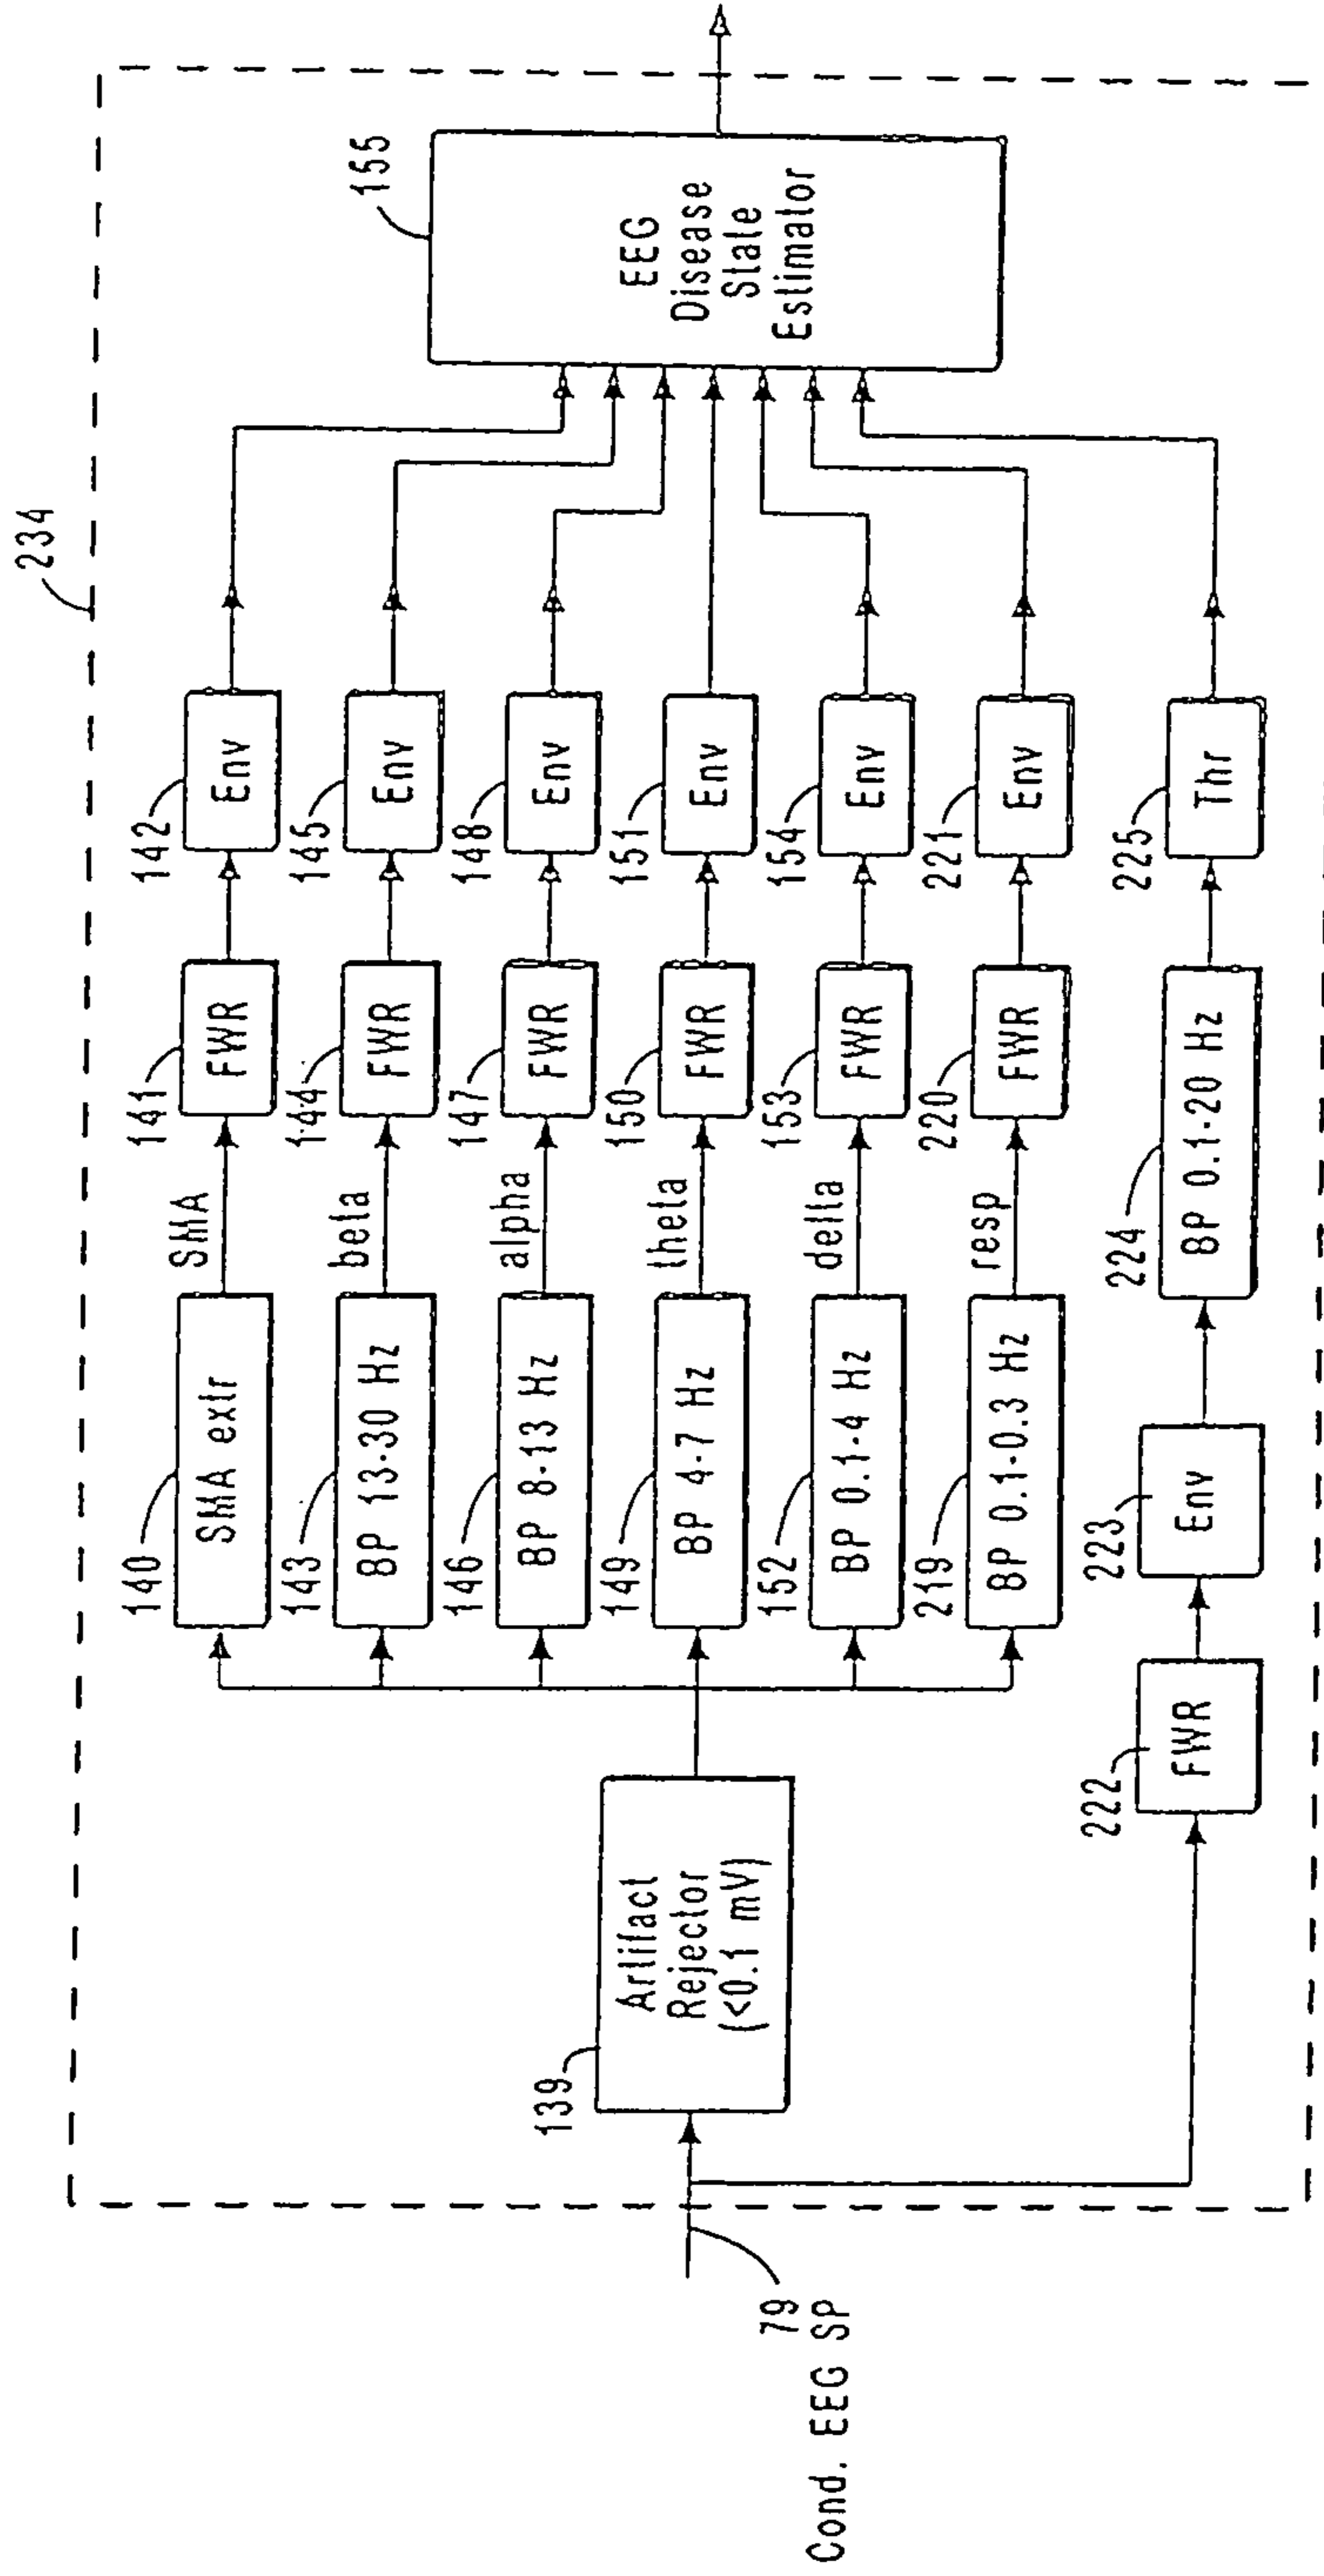 234
140
SMA extr
SMA
141
FWR
142
Env
143
BP 13-30 Hz
beta
144
FWR
145
Env
146
BP 8-13 Hz
alpha
147
FWR
148
Env
149
BP 4-7 Hz
theta
150
FWR
151
Env
152
BP 0.1-4 Hz
delta
153
FWR
154
Env
219
BP 0.1-0.3 Hz
resp
220
FWR
221
Env
155
EEG
Disease
State
Estimator
139
Artifact
Rejector
(<0.1 mV)
79
Cond. EEG SP
222
FWR
223
Env
224
BP 0.1-20 Hz
225
Thr